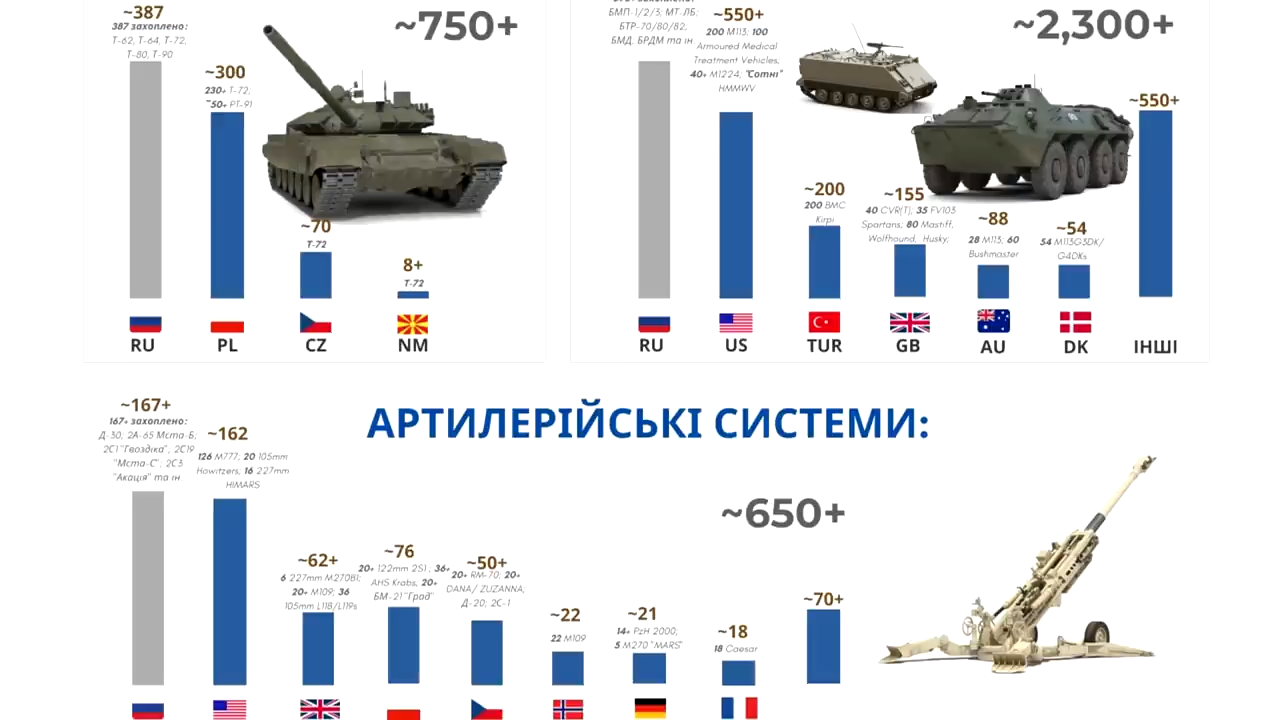 ~387
387 захоплено:
Т-62, Т-64, Т-72,
Т-80, Т-90
~300
230+ Т-72;
~50+ РТ-91
~70
Т-72
8+
Т-72
~750+
RU
PL
CZ
NM
БМП-1/2/3; МТ-ЛБ;
БТР-70/80/82,
БМД, БРДМ та ін
~550+
200 M113; 100
Armoured Medical
Treatment Vehicles;
40+ M1224, "Сотні"
HMMWV
~200
200 BMC
Kirpi
~155
40 CVR(T); 35 FV103
Spartans; 80 Mastiff,
Wolfhound, Husky,
~88
28 M113; 60
Bushmaster
~54
54 M113G3DK/
G4DKs
~550+
~2,300+
RU
US
TUR
GB
AU
DK
ІНШІ
АРТИЛЕРІЙСЬКІ СИСТЕМИ:
~650+
~167+
167+ захоплено:
Д-30; 2А-65 Мста-Б;
2С1 "Гвоздіка"; 2С19
"Мста-С"; 2С3
"Акація" та ін
~162
126 M777; 20 105mm
Howitzers; 16 227mm
HIMARS
~62+
6 227mm M270B1;
20+ M109; 36
105mm L118/L119s
~76
20+ 122mm 2S1 ; 36+
AHS Krabs, 20+
БМ-21 "Град"
~50+
20+ RM-70; 20+
DANA/ ZUZANNA;
Д-20; 2С-1
~22
22 M109
~21
14+ PzH 2000;
5 M270 "MARS"
~18
18 Caesar
~70+